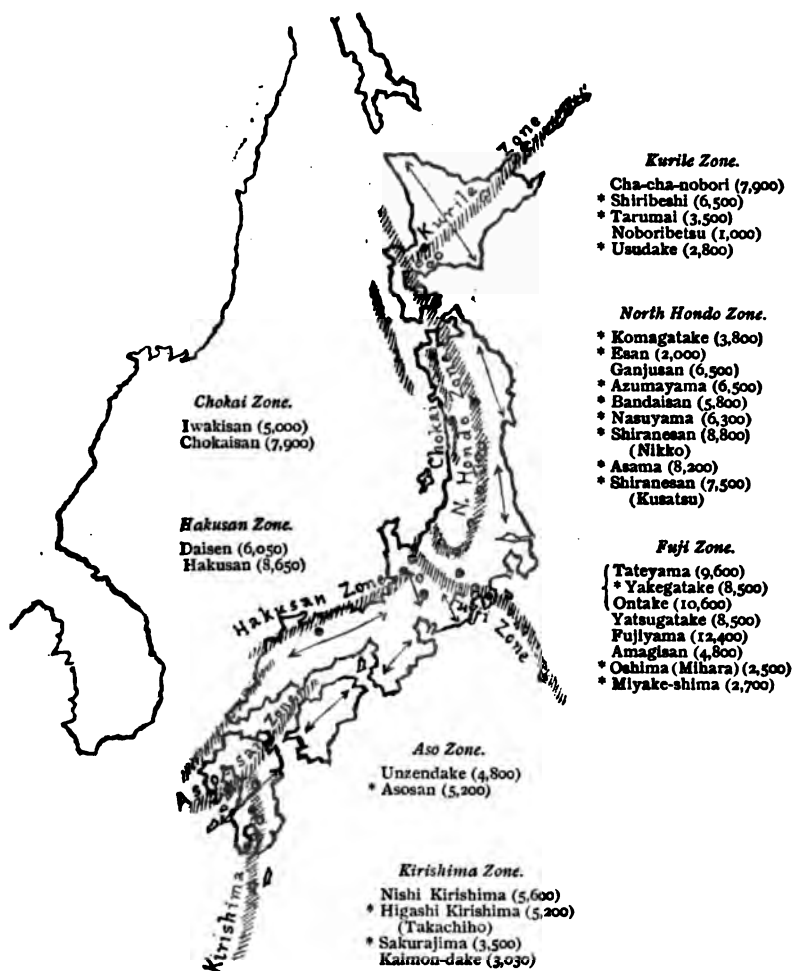 Kurile Zone
Kurile Zone.
Cha-cha-nobori (7,900)
* Shiribeshi (6,500)
* Tarumai (3,500)
Noboribetsu (1,000)
* Usudake (2,800)
North Hondo Zone.
* Komagatake (3,800)
* Esan (2,000)
Ganjusan (6,500)
* Azumayama (6,500)
* Bandaisan (5,800)
* Nasuyama (6,300)
* Shiranesan (8,800)
(Nikko)
* Asama (8,200)
* Shiranesan (7,500)
(Kusatsu)
Chokai Zone.
Iwakisan (5,000)
Chokaisan (7,900)
Chokai
N. Hondo Zone
Hakusan Zone.
Daisen (6,050)
Hakusan (8,650)
Fuji Zone.
Tateyama (9,600)
* Yakegatake (8,500)
Ontake (10,600)
Yatsugatake (8,500)
Fujiyama (12,400)
Amagisan (4,800)
* Oshima (Mihara) (2,500)
* Miyake-shima (2,700)
Hakusan Zone
Fuji Zone
Zone
Aso Zone.
Unzendake (4,800)
* Asosan (5,200)
Kirishima Zone.
Nishi Kirishima (5,600)
* Higashi Kirishima (5,200)
(Takachiho)
* Sakurajima (3,500)
Kaimon-dake (3,030)
Kirishima